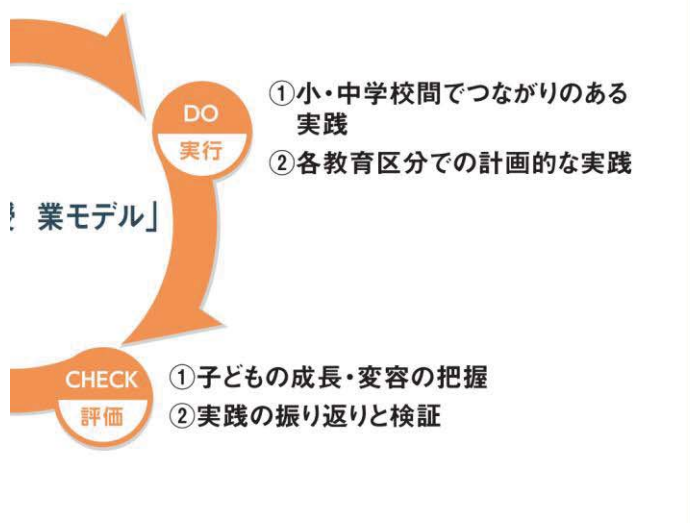 DO
実行
①小・中学校間でつながりのある
実践
②各教育区分での計画的な実践
業モデル」
CHECK
評価
①子どもの成長・変容の把握
②実践の振り返りと検証